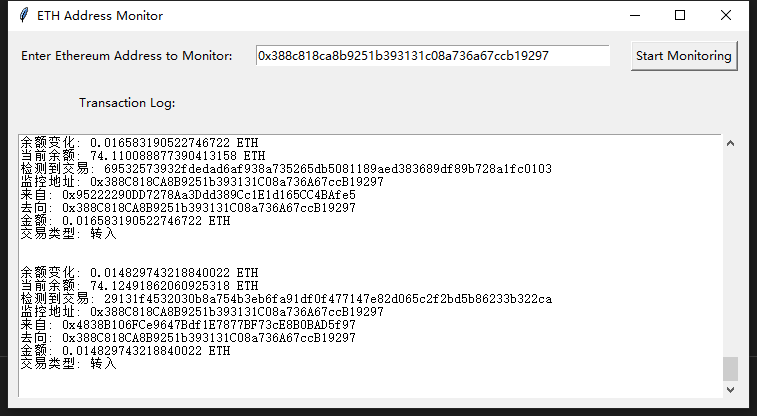 ETH Address Monitor
Enter Ethereum Address to Monitor: 0x388c818ca8b9251b393131c08a736a67ccb19297 Start Monitoring
Transaction Log:
余额变化: 0.016583190522746722 ETH
当前余额: 74.110088877390413158 ETH
检测到交易: 69532573932fdedad6af938a735265db5081189aed383689df89b728a1fc0103
监控地址: 0x388C818CA8B9251b393131C08a736A67ccB19297
来自: 0x95222290DD7278Aa3Ddd389Cc1E1d165CC4BAfe5
去向: 0x388C818CA8B9251b393131C08a736A67ccB19297
金额: 0.016583190522746722 ETH
交易类型: 转入
余额变化: 0.014829743218840022 ETH
当前余额: 74.12491862060925318 ETH
检测到交易: 29131f4532030b8a754b3eb6fa91df0f477147e82d065c2f2bd5b86233b322ca
监控地址: 0x388C818CA8B9251b393131C08a736A67ccB19297
来自: 0x4838B106FCe9647Bdf1E7877BF73cE8B0BAD5f97
去向: 0x388C818CA8B9251b393131C08a736A67ccB19297
金额: 0.014829743218840022 ETH
交易类型: 转入